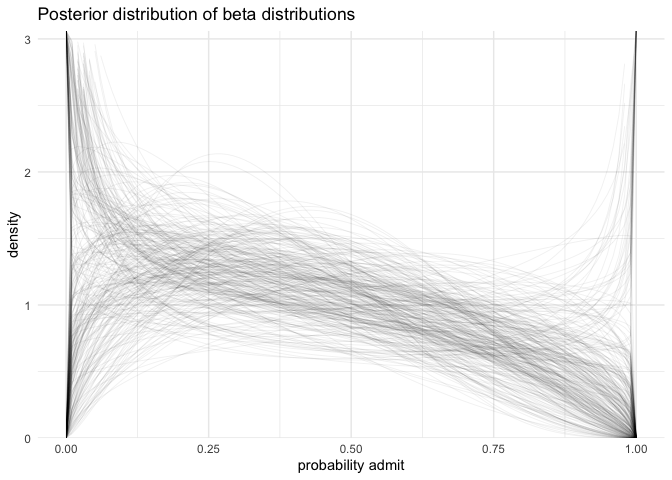 Posterior distribution of beta distributions
3
2
1
0
density
0.00 0.25 0.50 0.75 1.00
probability admit